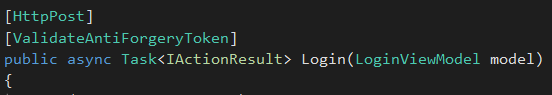 [HttpPost]
[ValidateAntiForgeryToken]
public async Task<IActionResult> Login(LoginViewModel model)
{